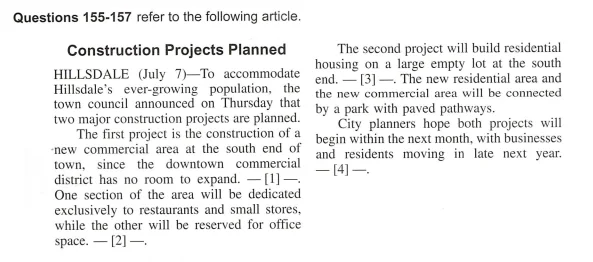 Questions 155-157 refer to the following article.
Construction Projects Planned
HILLSDALE (July 7)—To accommodate
Hillsdale's ever-growing population, the
town council announced on Thursday that
two major construction projects are planned.
The first project is the construction of a
new commercial area at the south end of
town, since the downtown commercial
district has no room to expand. — [1] —.
One section of the area will be dedicated
exclusively to restaurants and small stores,
while the other will be reserved for office
space. — [2] —.
The second project will build residential
housing on a large empty lot at the south
end. — [3] —. The new residential area and
the new commercial area will be connected
by a park with paved pathways.
City planners hope both projects will
begin within the next month, with businesses
and residents moving in late next year.
— [4] —.